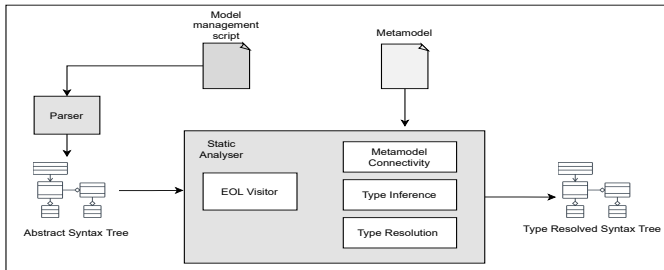 Model
management
script
Metamodel
Parser
Static
Analyser
Metamodel
Connectivity
EOL Visitor
Type Inference
Type Resolution
Abstract Syntax Tree
Type Resolved Syntax Tree